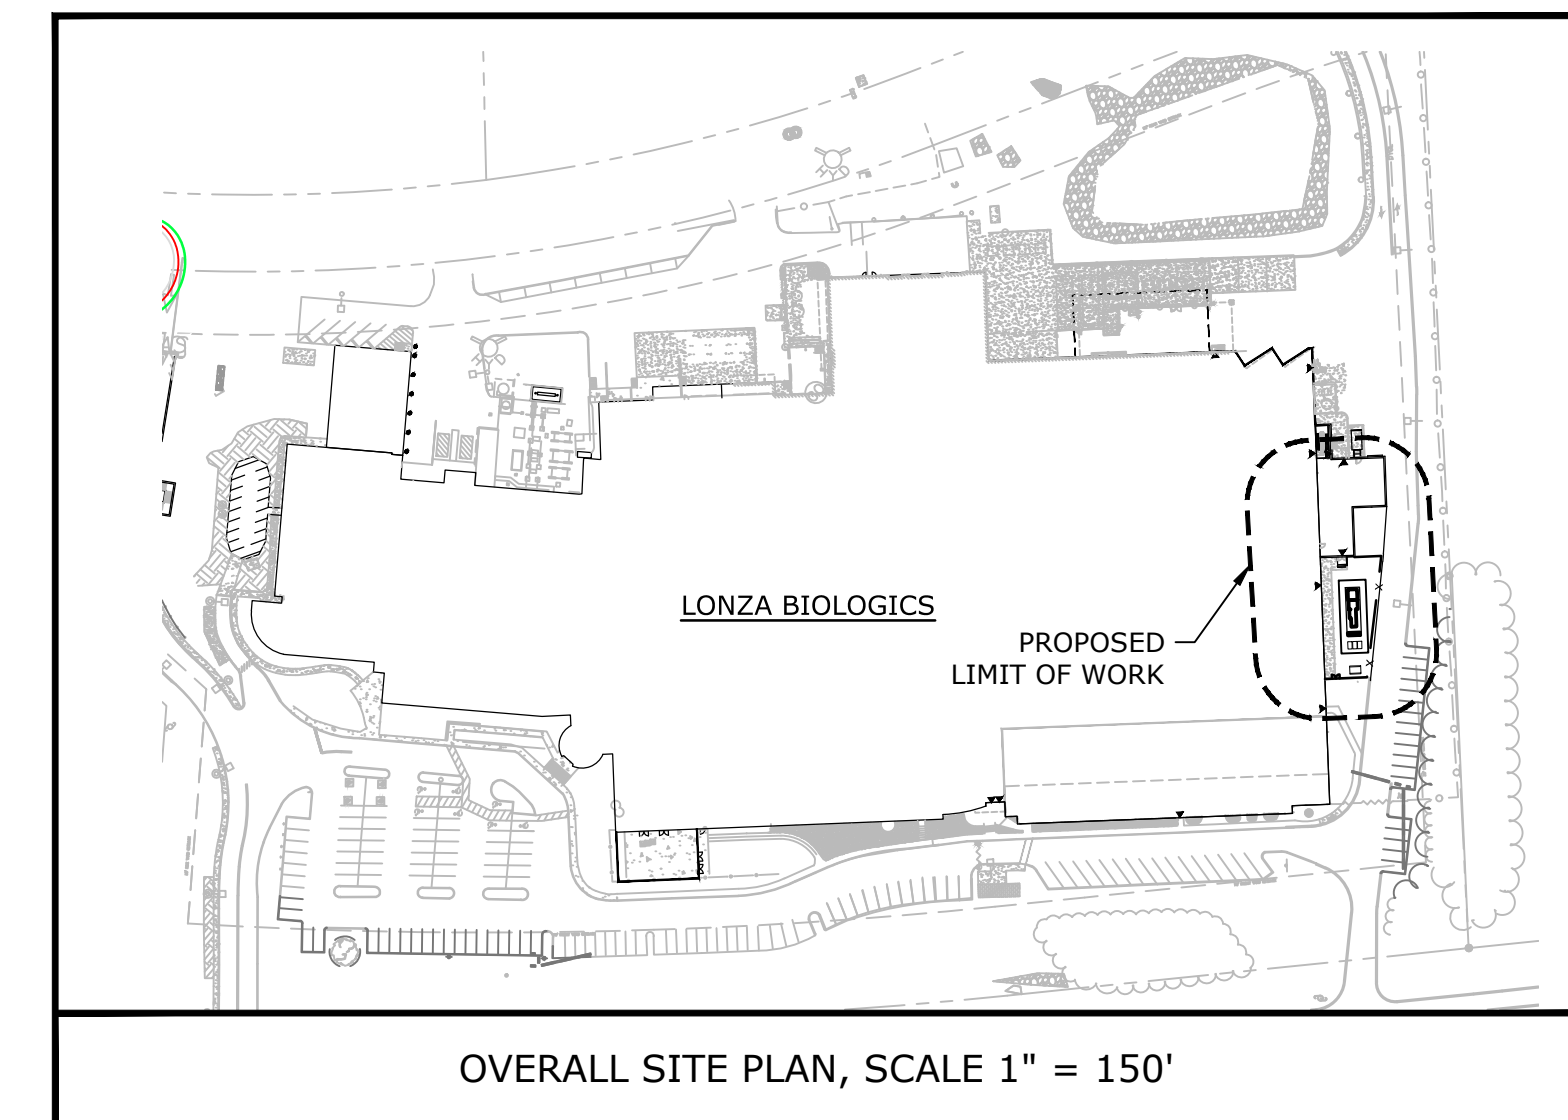 LONZA BIOLOGICS
PROPOSED
LIMIT OF WORK
OVERALL SITE PLAN, SCALE 1" = 150'